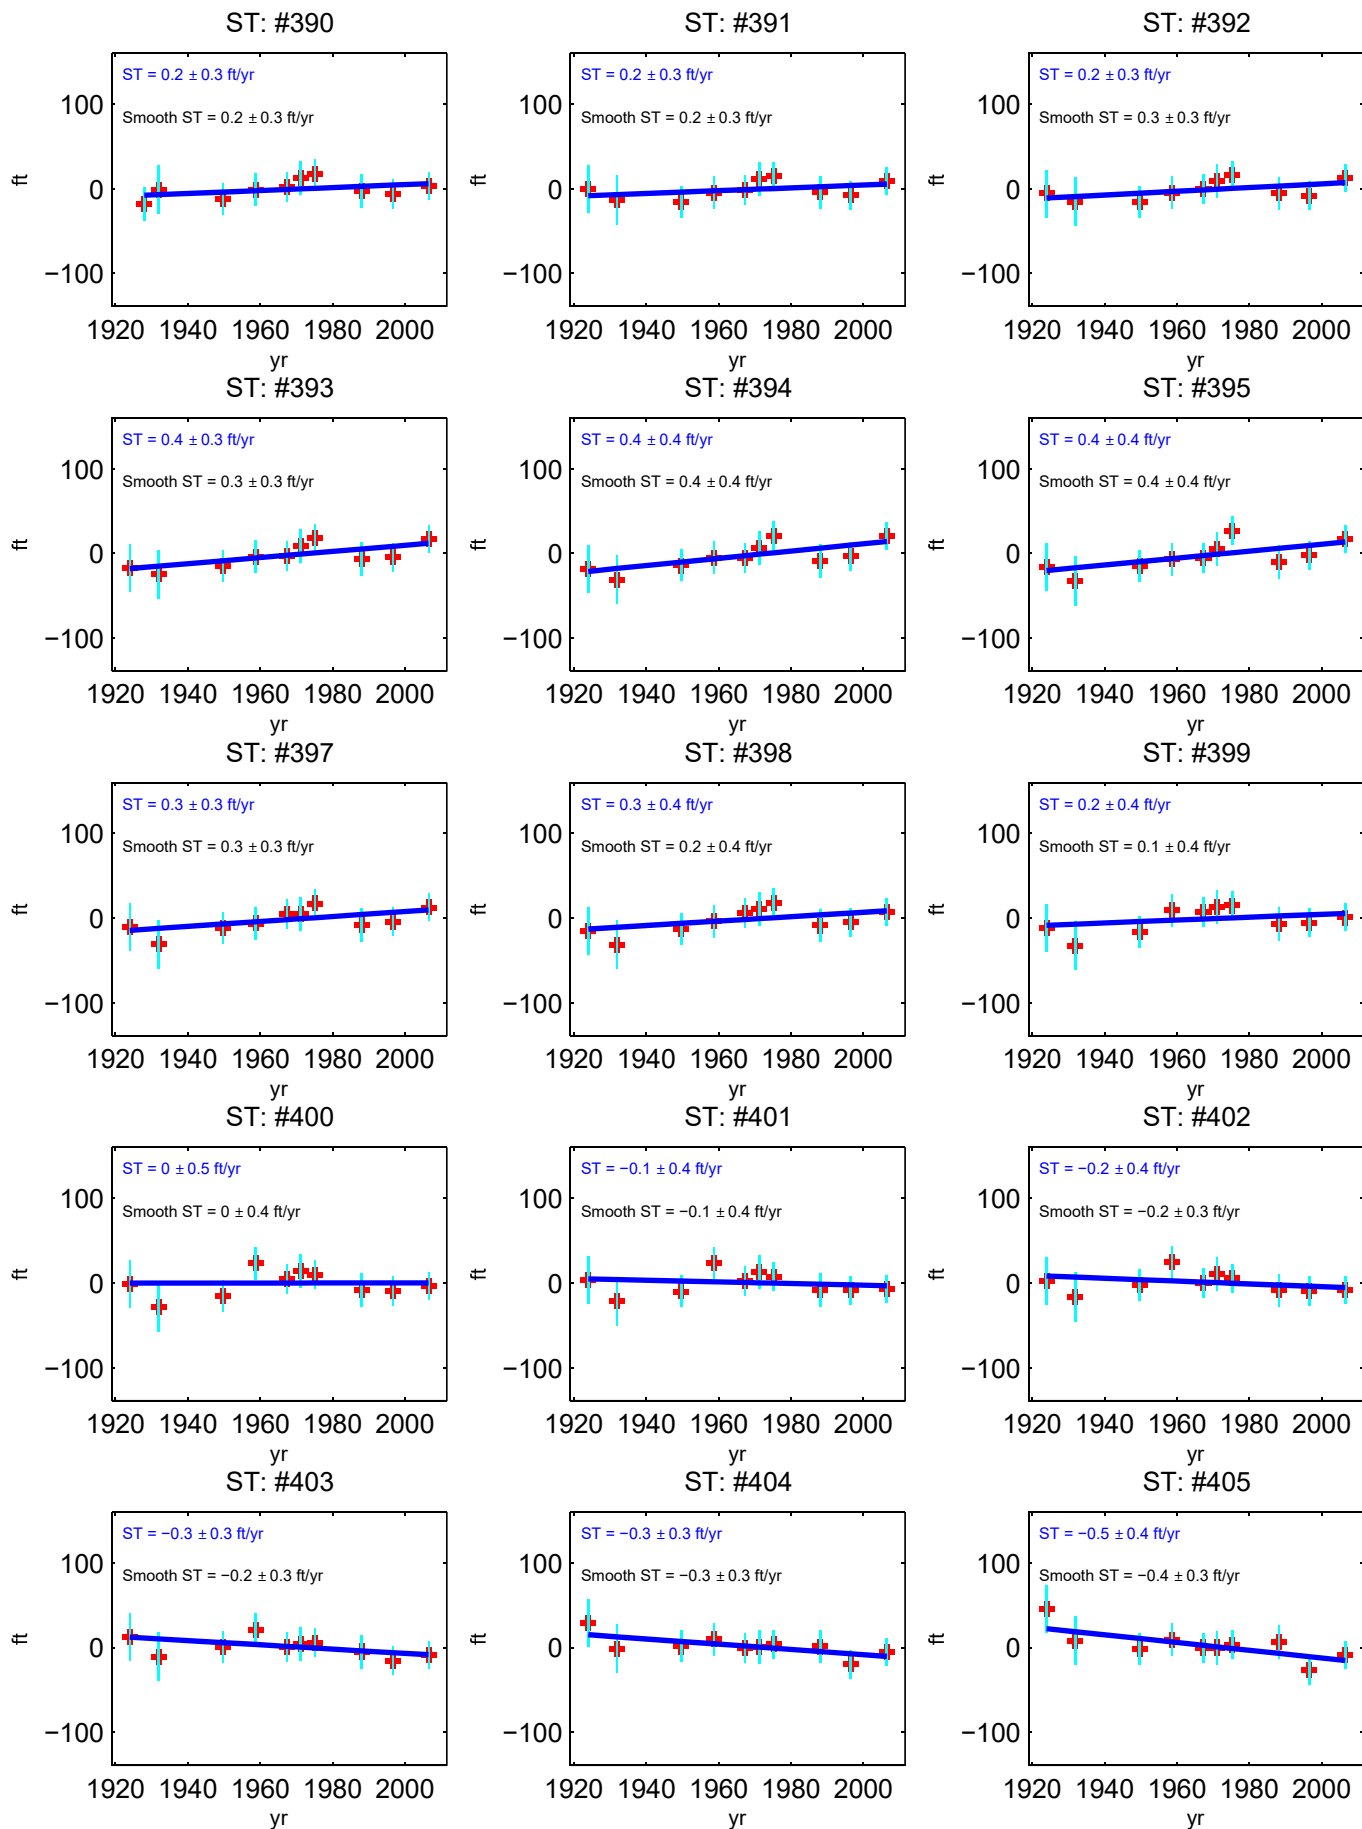 ST: #390
ST: #391
ST: #392
ST = 0.2 ± 0.3 ft/yr
ST = 0.2 ± 0.3 ft/yr
ST = 0.2 ± 0.3 ft/yr
Smooth ST = 0.2 ± 0.3 ft/yr
Smooth ST = 0.2 ± 0.3 ft/yr
Smooth ST = 0.3 ± 0.3 ft/yr
100 0 −100 ft
100 0 −100 ft
100 0 −100 ft
1920 1940 1960 1980 2000
1920 1940 1960 1980 2000
1920 1940 1960 1980 2000
yr
yr
yr
ST: #393
ST: #394
ST: #395
ST = 0.4 ± 0.3 ft/yr
ST = 0.4 ± 0.4 ft/yr
ST = 0.4 ± 0.4 ft/yr
Smooth ST = 0.3 ± 0.3 ft/yr
Smooth ST = 0.4 ± 0.4 ft/yr
Smooth ST = 0.4 ± 0.4 ft/yr
100 0 −100 ft
100 0 −100 ft
100 0 −100 ft
1920 1940 1960 1980 2000
1920 1940 1960 1980 2000
1920 1940 1960 1980 2000
yr
yr
yr
ST: #397
ST: #398
ST: #399
ST = 0.3 ± 0.3 ft/yr
ST = 0.3 ± 0.4 ft/yr
ST = 0.2 ± 0.4 ft/yr
Smooth ST = 0.3 ± 0.3 ft/yr
Smooth ST = 0.2 ± 0.4 ft/yr
Smooth ST = 0.1 ± 0.4 ft/yr
100 0 −100 ft
100 0 −100 ft
100 0 −100 ft
1920 1940 1960 1980 2000
1920 1940 1960 1980 2000
1920 1940 1960 1980 2000
yr
yr
yr
ST: #400
ST: #401
ST: #402
ST = 0 ± 0.5 ft/yr
ST = −0.1 ± 0.4 ft/yr
ST = −0.2 ± 0.4 ft/yr
Smooth ST = 0 ± 0.4 ft/yr
Smooth ST = −0.1 ± 0.4 ft/yr
Smooth ST = −0.2 ± 0.3 ft/yr
100 0 −100 ft
100 0 −100 ft
100 0 −100 ft
1920 1940 1960 1980 2000
1920 1940 1960 1980 2000
1920 1940 1960 1980 2000
yr
yr
yr
ST: #403
ST: #404
ST: #405
ST = −0.3 ± 0.3 ft/yr
ST = −0.3 ± 0.3 ft/yr
ST = −0.5 ± 0.4 ft/yr
Smooth ST = −0.2 ± 0.3 ft/yr
Smooth ST = −0.3 ± 0.3 ft/yr
Smooth ST = −0.4 ± 0.3 ft/yr
100 0 −100 ft
100 0 −100 ft
100 0 −100 ft
1920 1940 1960 1980 2000
1920 1940 1960 1980 2000
1920 1940 1960 1980 2000
yr
yr
yr